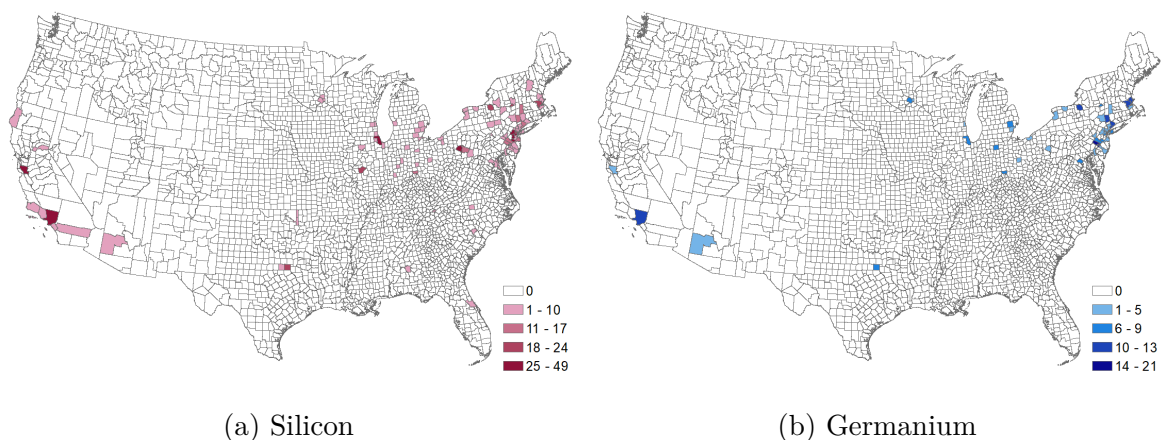 0
1 - 10
11 - 17
18 - 24
25 - 49
(a) Silicon
0
1 - 5
6 - 9
10 - 13
14 - 21
(b) Germanium